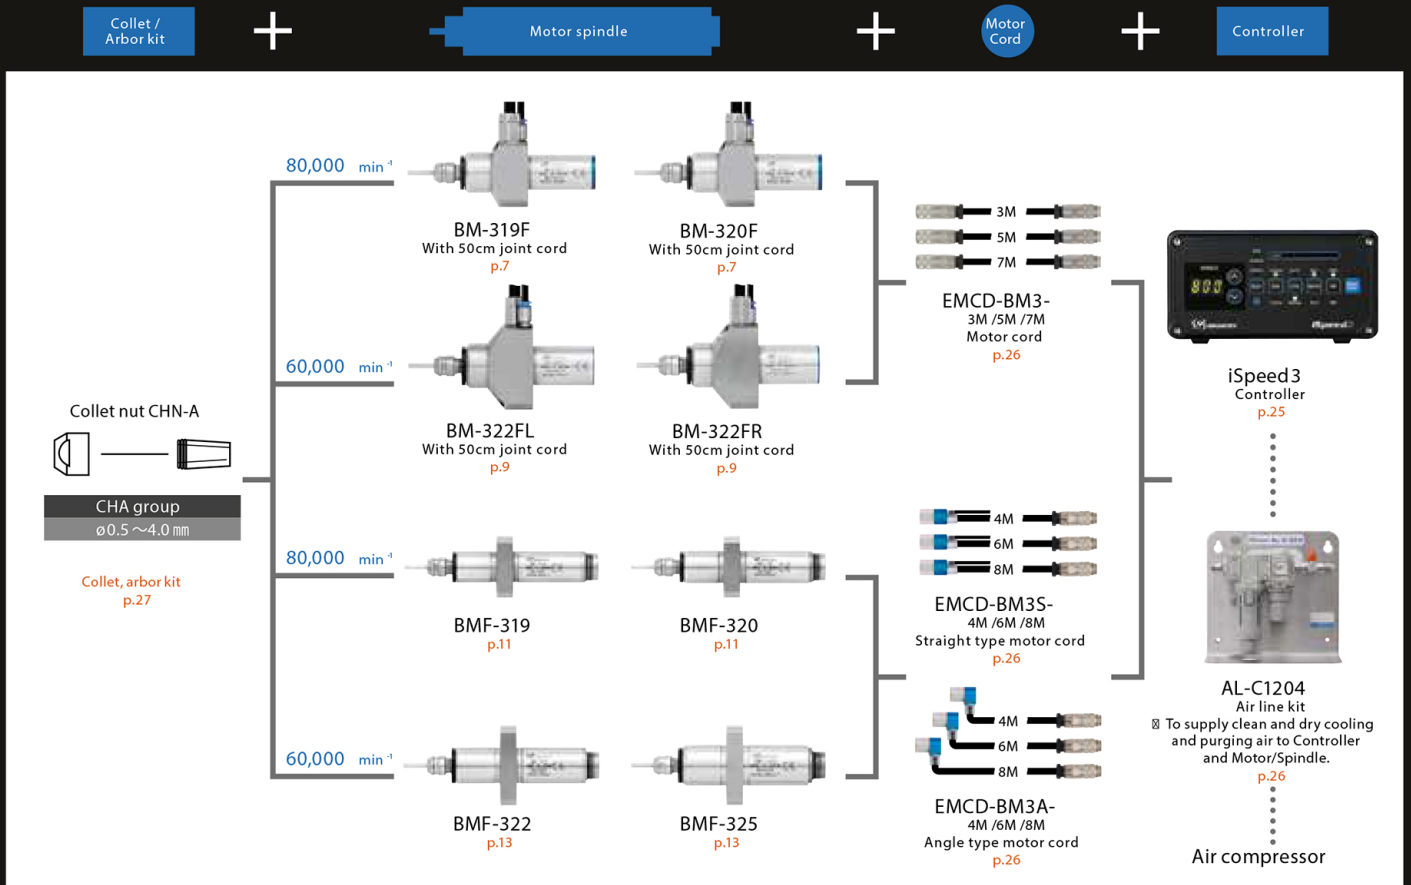 Collet /
Arbor kit
Motor spindle
Motor
Cord
Controller
80,000 min -1
BM-319F
With 50cm joint cord
p.7
BM-320F
With 50cm joint cord
p.7
60,000 min -1
BM-322FL
With 50cm joint cord
p.9
BM-322FR
With 50cm joint cord
p.9
Collet nut CHN-A
CHA group
ø0.5 〜4.0 ㎜
Collet, arbor kit
p.27
80,000 min -1
BMF-319
p.11
BMF-320
p.11
60,000 min -1
BMF-322
p.13
BMF-325
p.13
3M
5M
7M
EMCD-BM3-
3M /5M /7M
Motor cord
p.26
4M
6M
8M
EMCD-BM3S-
4M /6M /8M
Straight type motor cord
p.26
4M
6M
8M
EMCD-BM3A-
4M /6M /8M
Angle type motor cord
p.26
800
iSpeed3
iSpeed3
Controller
p.25
AL-C1204
Air line kit
To supply clean and dry cooling
and purging air to Controller
and Motor/Spindle.
p.26
Air compressor